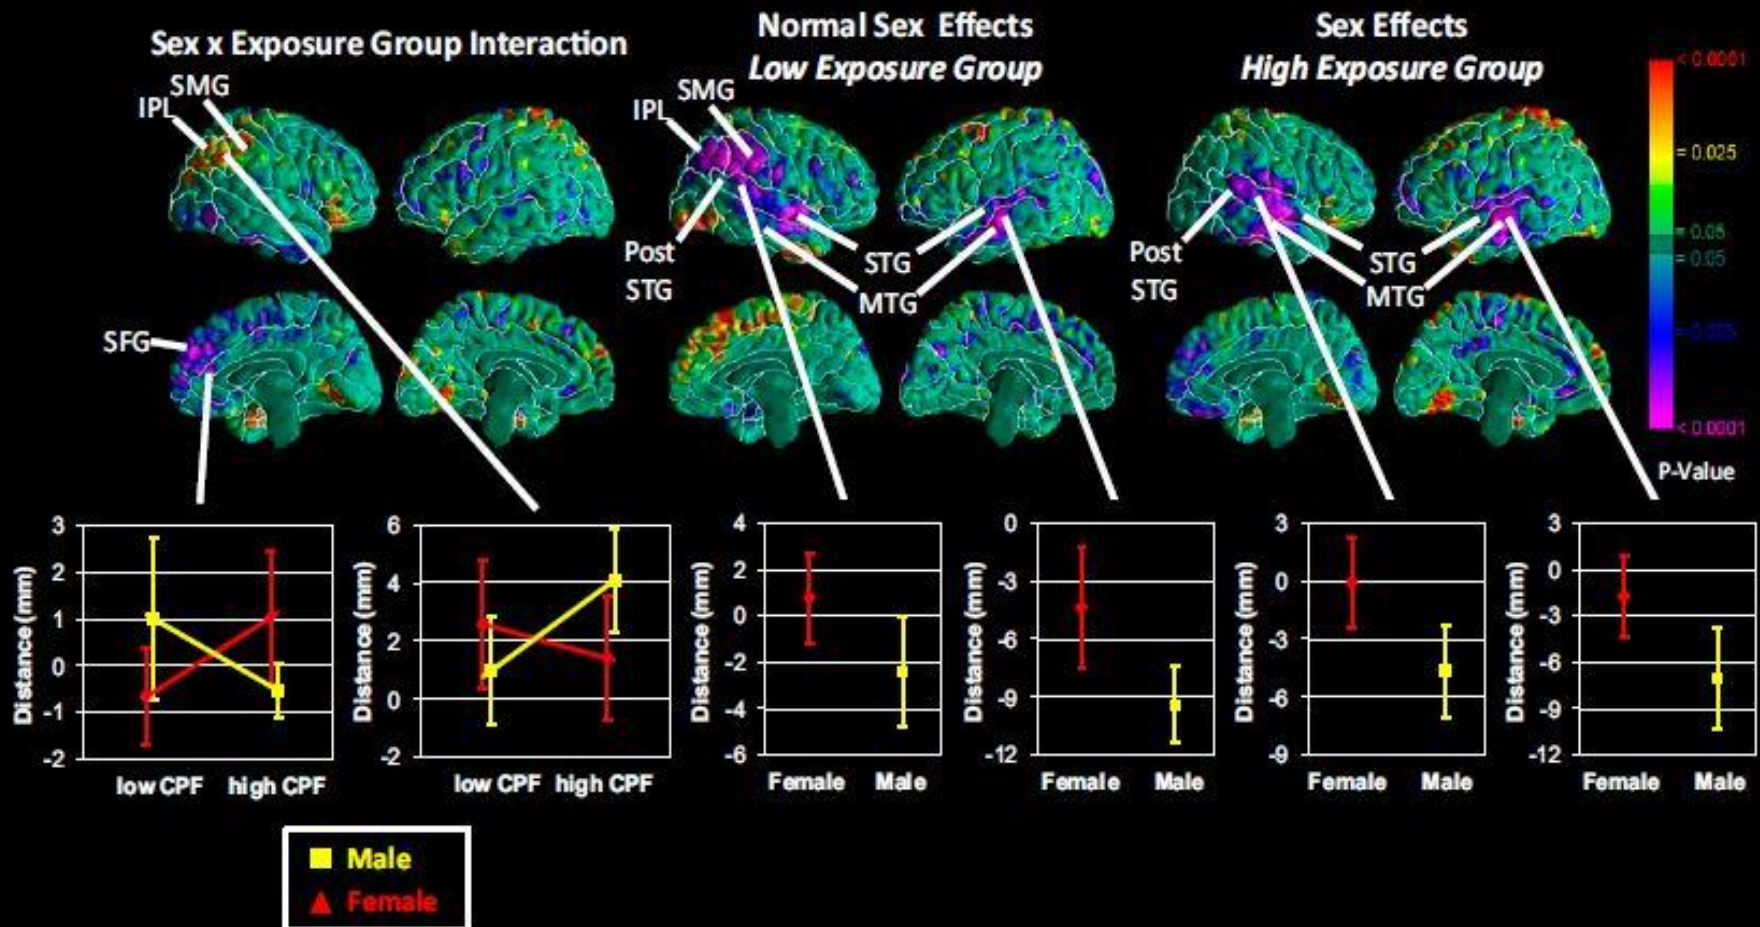 Sex x Exposure Group Interaction
Normal Sex Effects
Low Exposure Group
Sex Effects
High Exposure Group
SMG
IPL
SFG
SMG
IPL
Post
STG
STG
MTG
Post
STG
STG
MTG
< 0.0001
= 0.025
= 0.05
= 0.05
= 0.025
< 0.0001
P-Value
Distance (mm)
3
2
1
0
-1
-2
low CPF high CPF
Distance (mm)
6
4
2
0
-2
low CPF high CPF
Distance (mm)
4
2
0
-2
-4
-6
Female Male
Distance (mm)
0
-3
-6
-9
-12
Female Male
Distance (mm)
3
0
-3
-6
-9
Female Male
Distance (mm)
3
0
-3
-6
-9
-12
Female Male
Male
Female